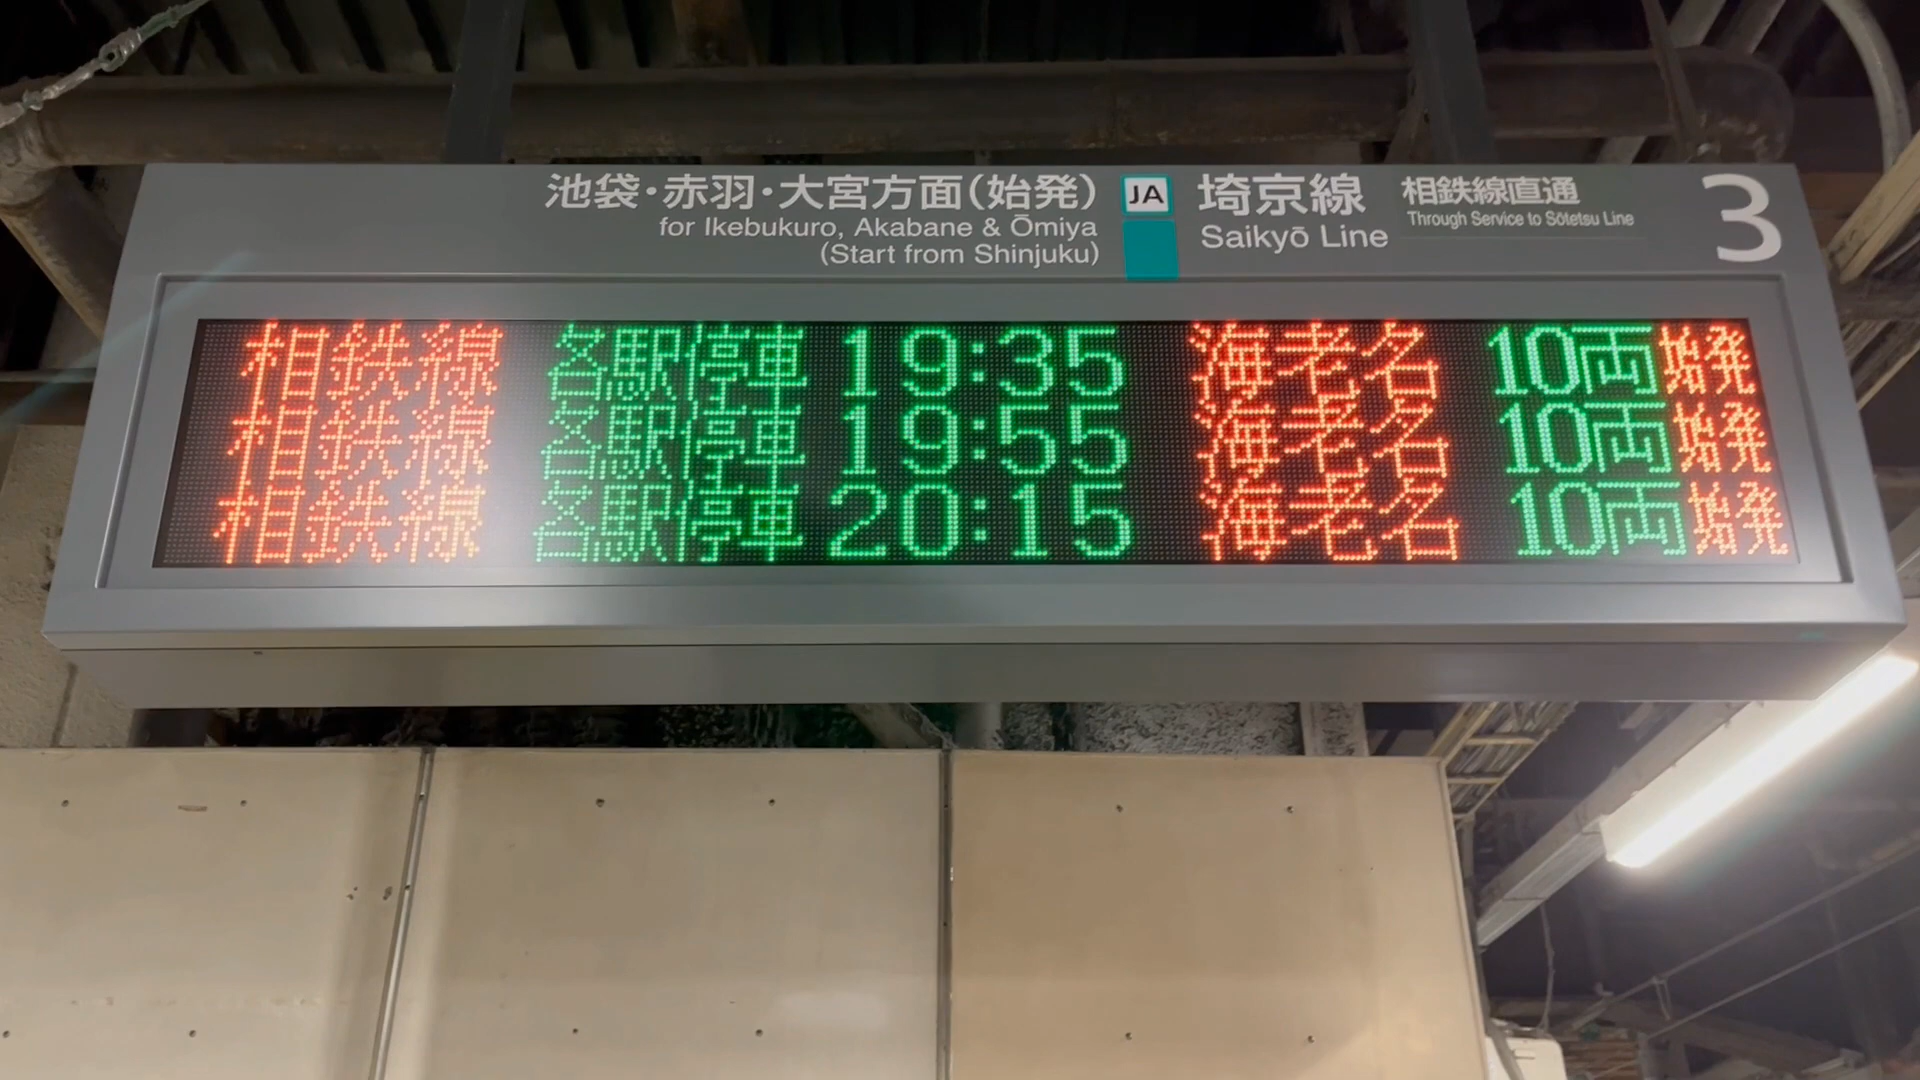 池袋・赤羽・大宮方面(始発)
for Ikebukuro, Akabane & Ōmiya
(Start from Shinjuku)
JA
埼京線
Saikyō Line
相鉄線直通
Through Service to Sōtetsu Line
3
相鉄線 各駅停車 19:35 海老名 10両 始発
相鉄線 各駅停車 19:55 海老名 10両 始発
相鉄線 各駅停車 20:15 海老名 10両 始発